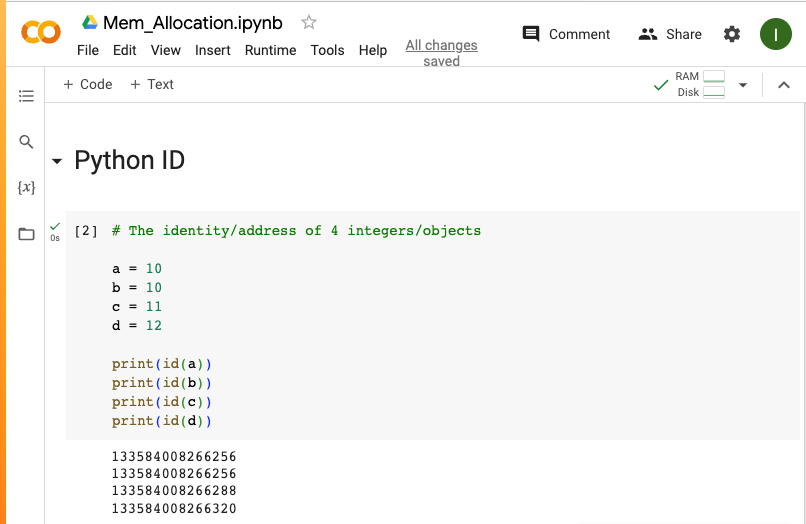 Mem_Allocation.ipynb
File Edit View Insert Runtime Tools Help All changes saved
Comment Share I
+ Code + Text
RAM
Disk
{x}
Python ID
0s
[2] # The identity/address of 4 integers/objects
a = 10
b = 10
c = 11
d = 12
print(id(a))
print(id(b))
print(id(c))
print(id(d))
133584008266256
133584008266256
133584008266288
133584008266320